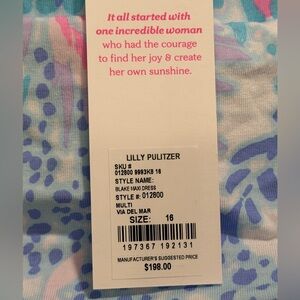 It all started with
one incredible woman
who had the courage
to find her joy & create
her own sunshine.
LILLY PULITZER
SKU #
012800 9993K8 16
STYLE NAME:
BLAKE MAXI DRESS
STYLE #: 012800
MULTI
VIA DEL MAR
SIZE: 16
197367 192131
MANUFACTURER'S SUGGESTED PRICE
$198.00